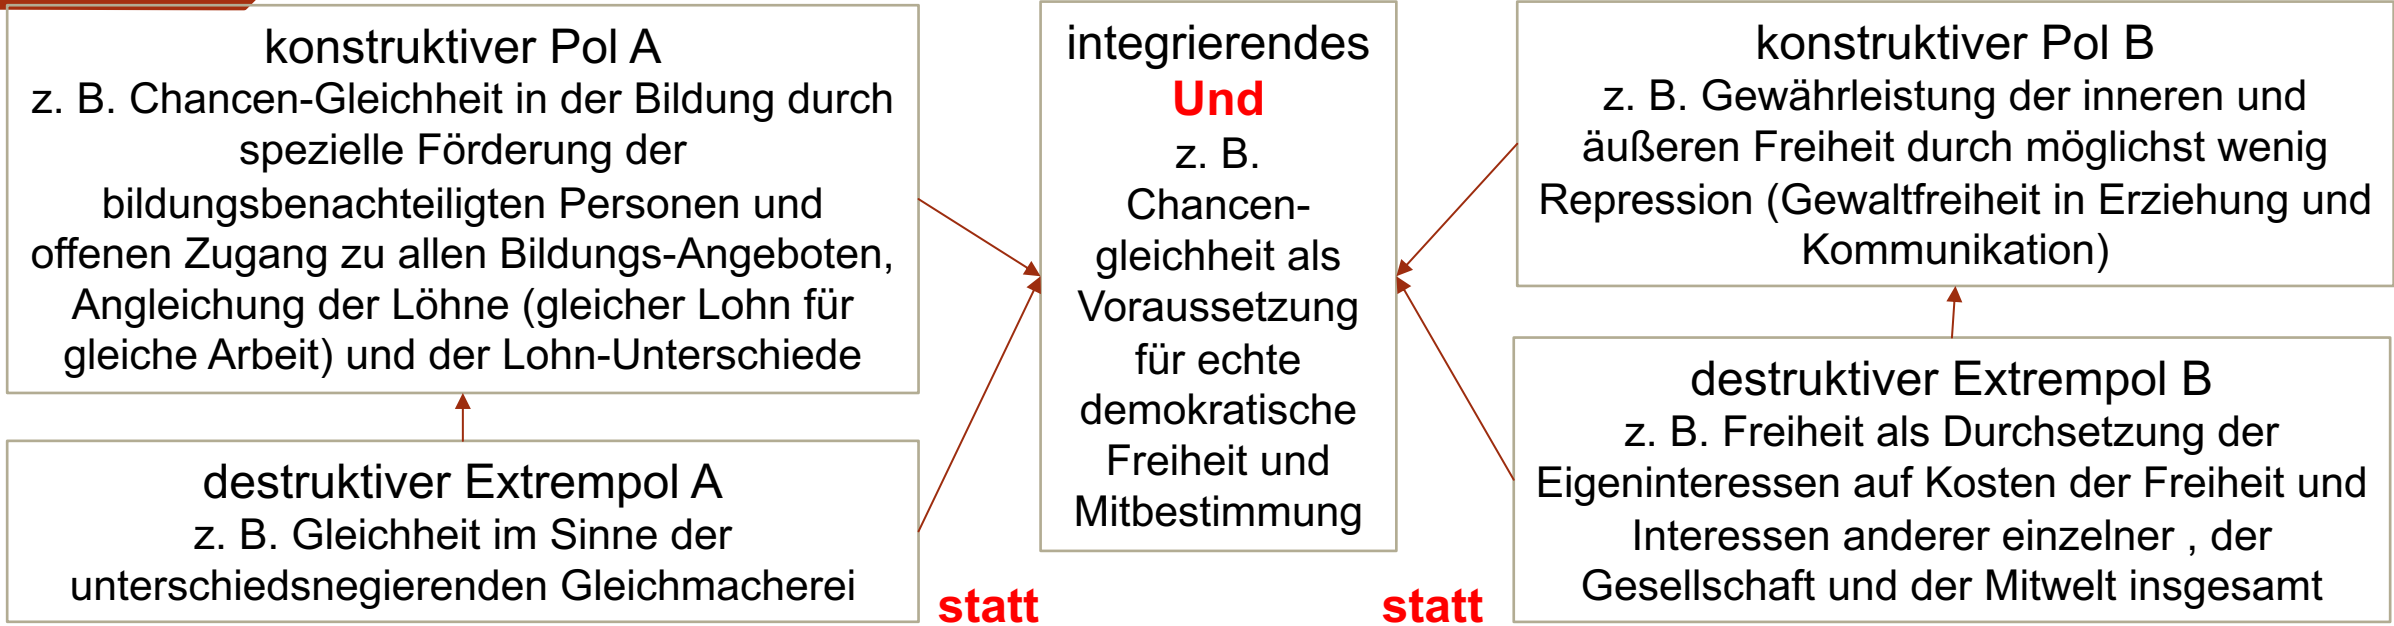 konstruktiver Pol A
z. B. Chancen-Gleichheit in der Bildung durch
spezielle Förderung der
bildungsbenachteiligten Personen und
offenen Zugang zu allen Bildungs-Angeboten,
Angleichung der Löhne (gleicher Lohn für
gleiche Arbeit) und der Lohn-Unterschiede
destruktiver Extrempol A
z. B. Gleichheit im Sinne der
unterschiedsnegierenden Gleichmacherei
statt
integrierendes
Und
z. B.
Chancen-
gleichheit als
Voraussetzung
für echte
demokratische
Freiheit und
Mitbestimmung
statt
konstruktiver Pol B
z. B. Gewährleistung der inneren und
äußeren Freiheit durch möglichst wenig
Repression (Gewaltfreiheit in Erziehung und
Kommunikation)
destruktiver Extrempol B
z. B. Freiheit als Durchsetzung der
Eigeninteressen auf Kosten der Freiheit und
Interessen anderer einzelner , der
Gesellschaft und der Mitwelt insgesamt